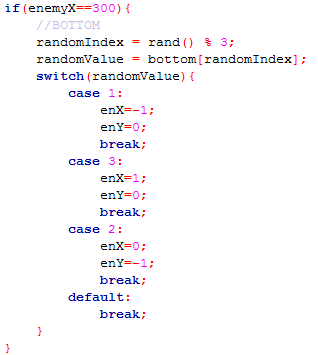 if(enemyX==300){
//BOTTOM
randomIndex = rand() % 3;
randomValue = bottom[randomIndex];
switch(randomValue){
case 1:
enX=-1;
enY=0;
break;
case 3:
enX=1;
enY=0;
break;
case 2:
enX=0;
enY=-1;
break;
default:
break;
}
}